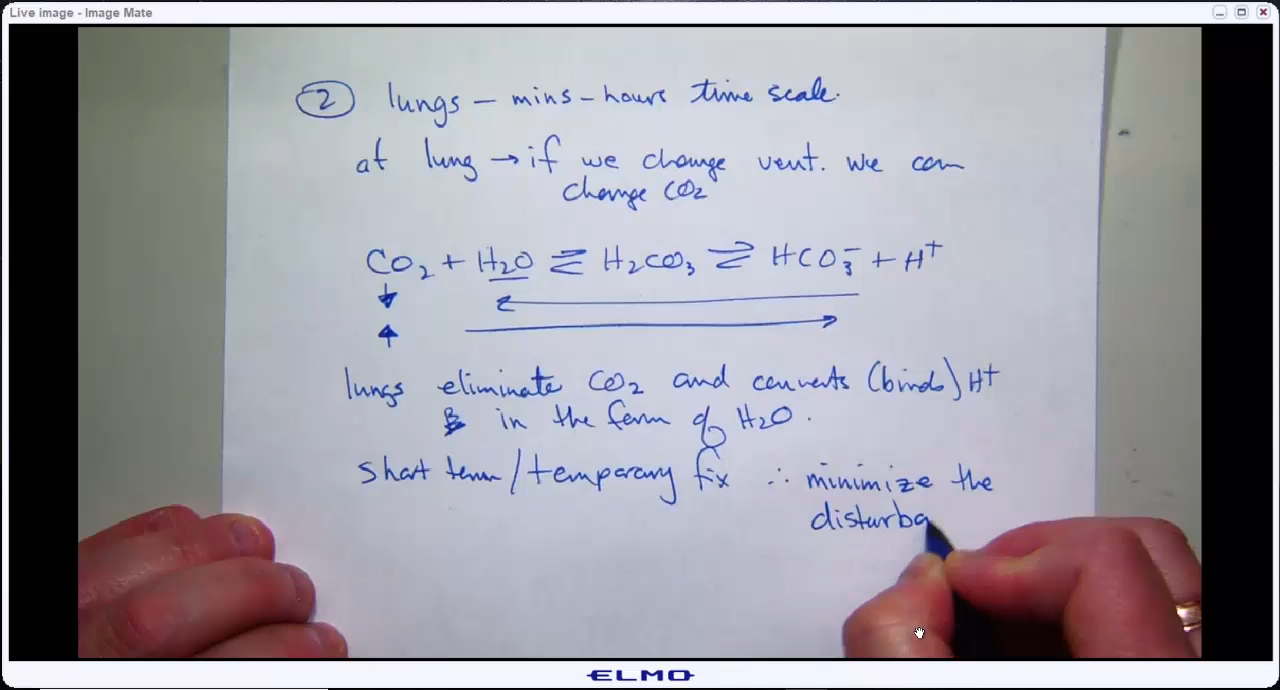 Live image - Image Mate
② lungs – mins – hours time scale.
at lung → if we change vent. we can
change CO₂
CO₂ + H₂O ⇌ H₂CO₃ ⇌ HCO₃⁻ + H⁺
lungs eliminate CO₂ and converts (binds) H⁺
in the form of H₂O.
short term / temporary fix ∴ minimize the
disturba
ELMO